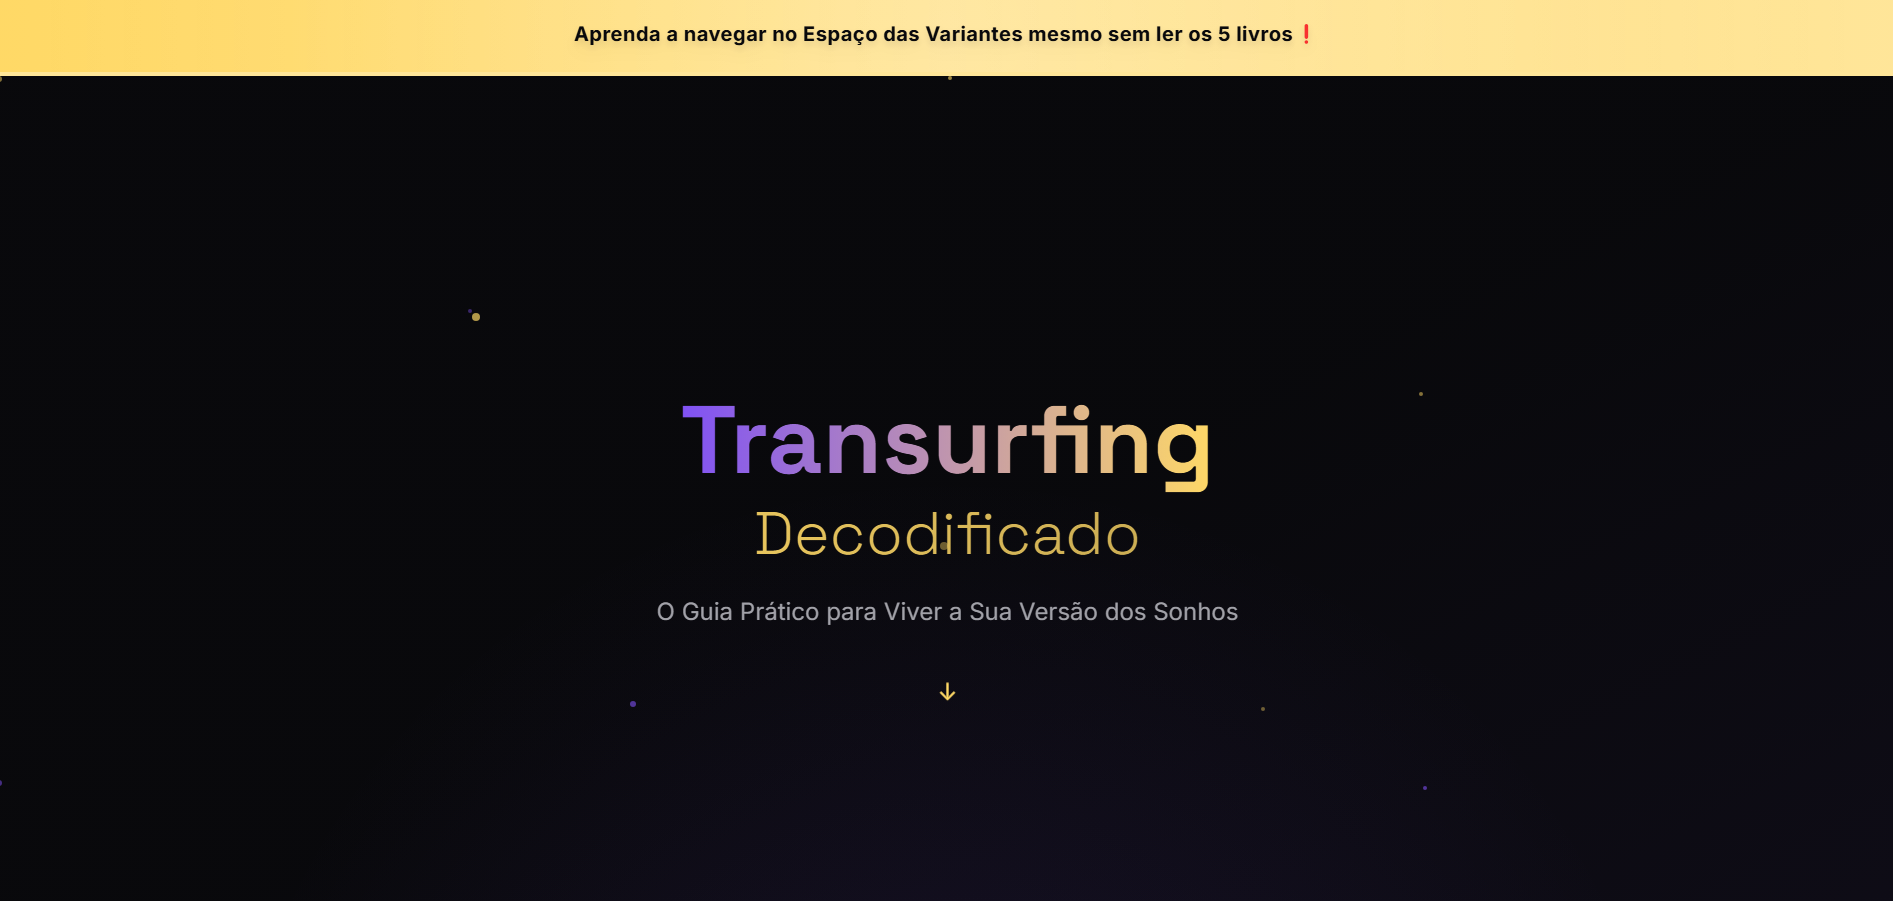 Aprenda a navegar no Espaço das Variantes mesmo sem ler os 5 livros❗
Transurfing
Decodificado
O Guia Prático para Viver a Sua Versão dos Sonhos
↓